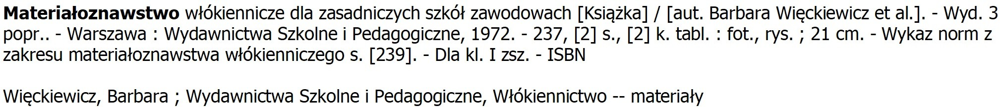 Materiałoznawstwo włókiennicze dla zasadniczych szkół zawodowach [Książka] / [aut. Barbara Więckiewicz et al.]. - Wyd. 3
popr.. - Warszawa : Wydawnictwa Szkolne i Pedagogiczne, 1972. - 237, [2] s., [2] k. tabl. : fot., rys. ; 21 cm. - Wykaz norm z
zakresu materiałoznawstwa włókienniczego s. [239]. - Dla kl. I zsz. - ISBN
Więckiewicz, Barbara ; Wydawnictwa Szkolne i Pedagogiczne, Włókiennictwo -- materiały